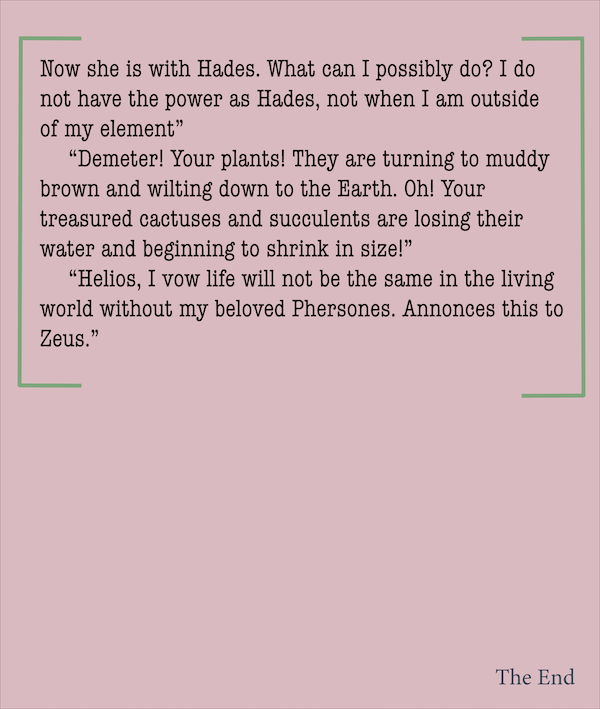 Now she is with Hades. What can I possibly do? I do
not have the power as Hades, not when I am outside
of my element”
“Demeter! Your plants! They are turning to muddy
brown and wilting down to the Earth. Oh! Your
treasured cactuses and succulents are losing their
water and beginning to shrink in size!”
“Helios, I vow life will not be the same in the living
world without my beloved Phersones. Annonces this to
Zeus.”
The End